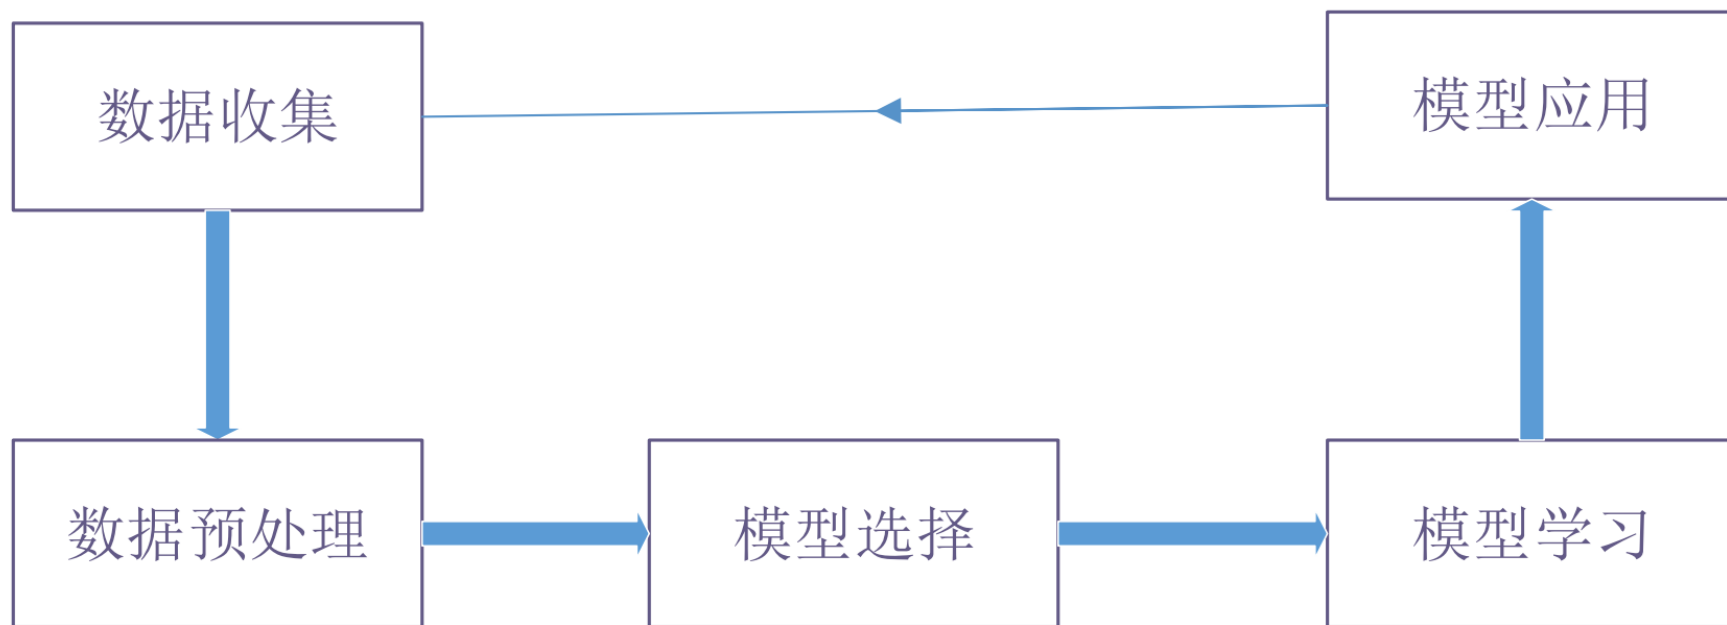 数据收集
模型应用
数据预处理
模型选择
模型学习